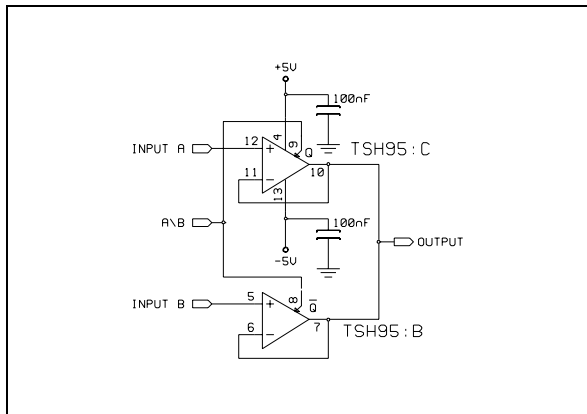 +5V
100nF
INPUT A
12
4
9
Q
TSH95:C
11
10
13
A\B
100nF
OUTPUT
-5V
INPUT B
5
8
Q̅
6
7
TSH95:B